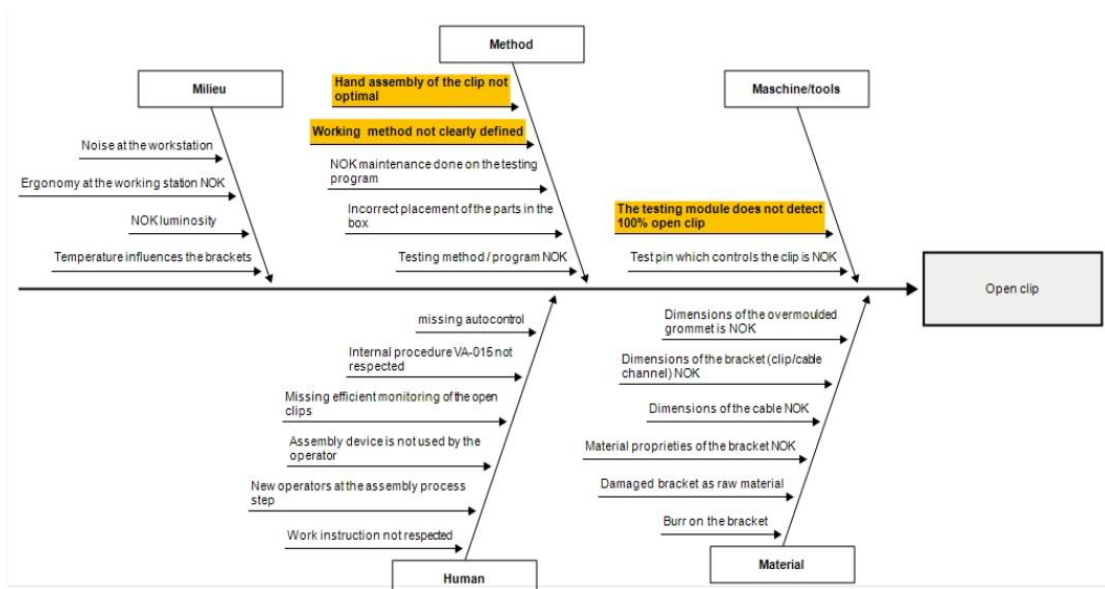 Method
Milieu
Maschine/tools
Hand assembly of the clip not
optimal
Working method not clearly defined
NOK maintenance done on the testing
program
Incorrect placement of the parts in the
box
Testing method / program NOK
Noise at the workstation
Ergonomy at the working station NOK
NOK luminosity
Temperature influences the brackets
The testing module does not detect
100% open clip
Test pin which controls the clip is NOK
Open clip
missing autocontrol
Internal procedure VA-015 not
respected
Missing efficient monitoring of the open
clips
Assembly device is not used by the
operator
New operators at the assembly process
step
Work instruction not respected
Human
Dimensions of the overmoulded
grommet is NOK
Dimensions of the bracket (clip/cable
channel) NOK
Dimensions of the cable NOK
Material proprieties of the bracket NOK
Damaged bracket as raw material
Burr on the bracket
Material